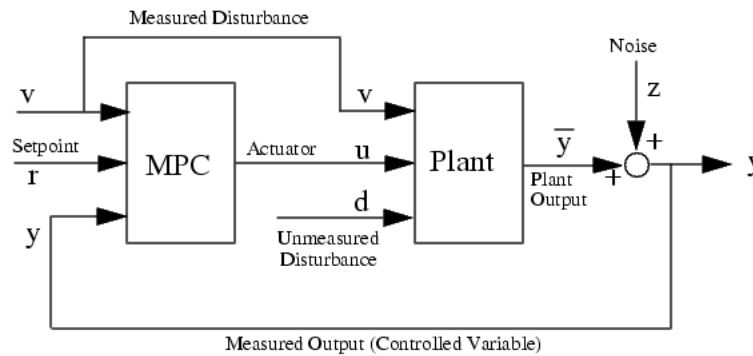 Measured Disturbance
Noise
v
v
z
Setpoint
MPC
Actuator
u
Plant
y
+
r
+
y
d
Plant
Output
y
Unmeasured
Disturbance
Measured Output (Controlled Variable)